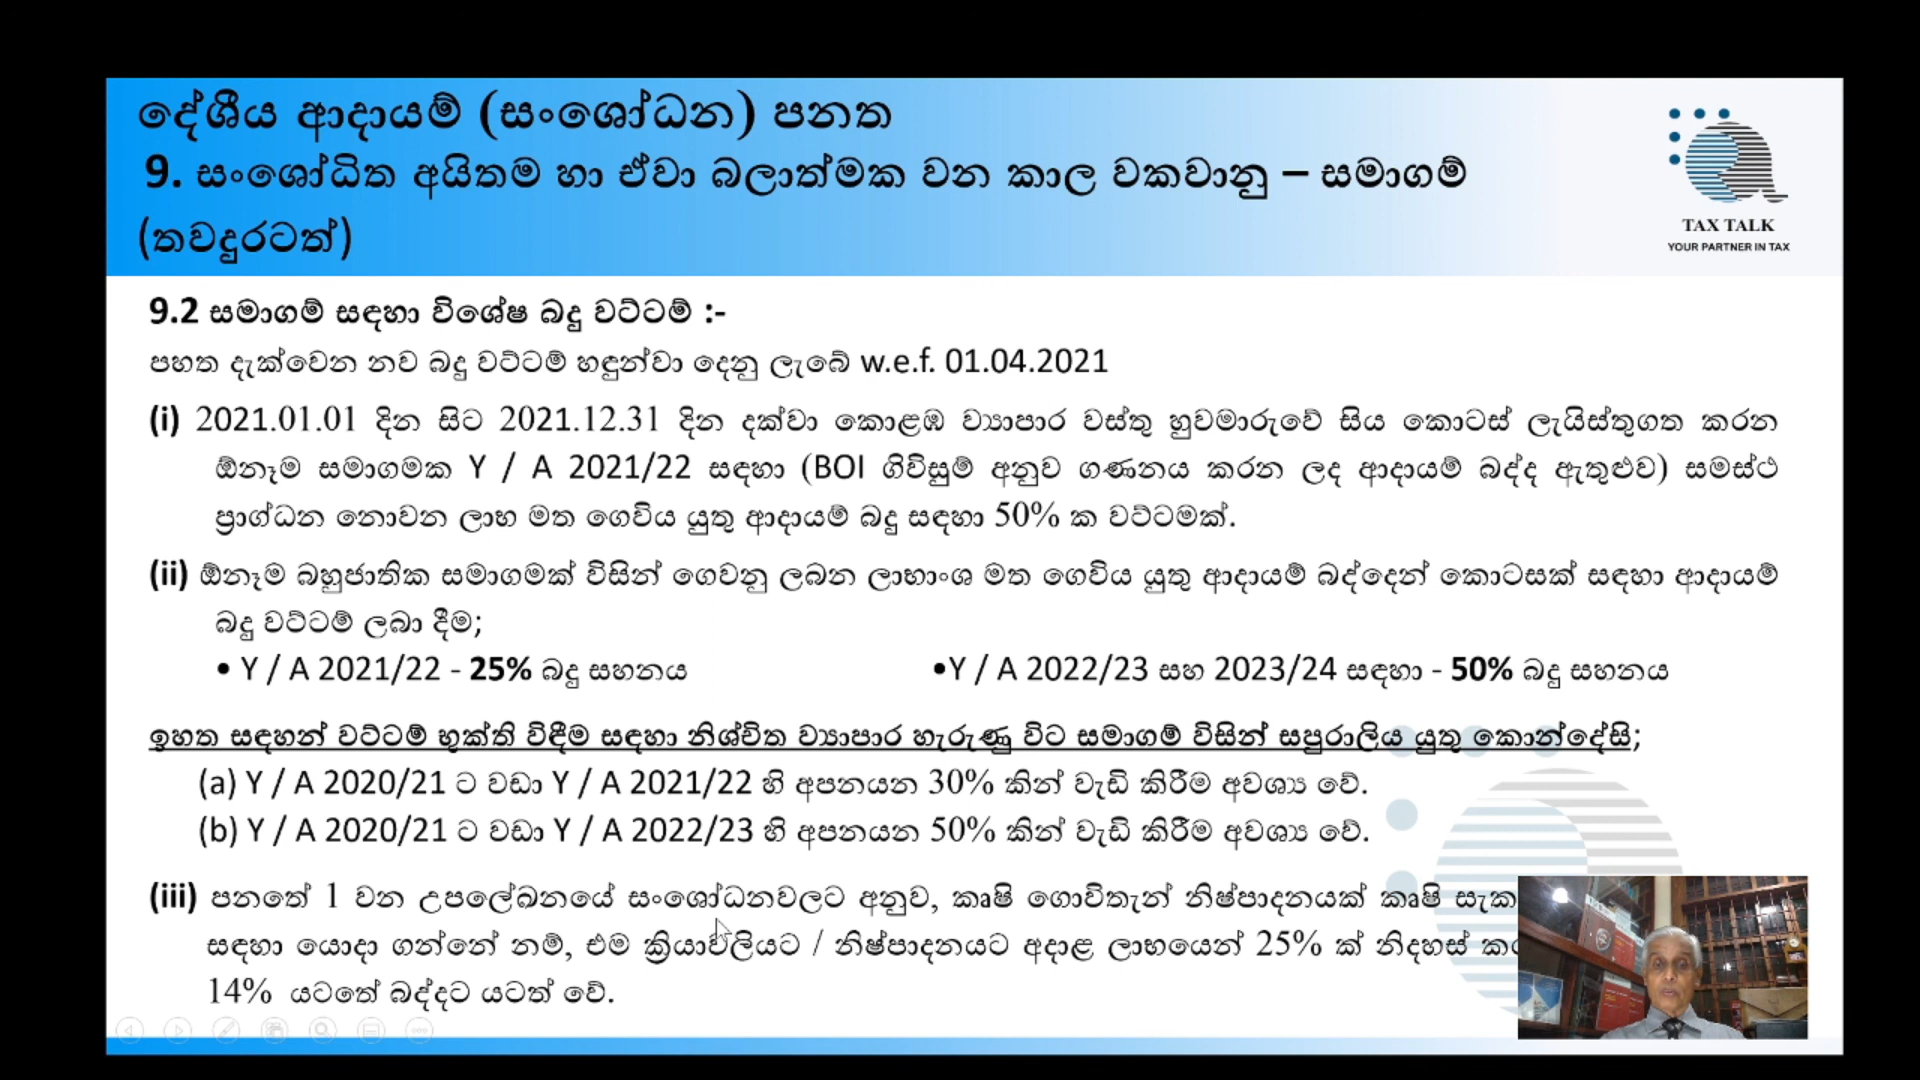 දේශීය ආදායම් (සංශෝධන) පනත
9. සංශෝධිත අයිතම හා ඒවා බලාත්මක වන කාල වකවානු – සමාගම්
(තවදුරටත්)
TAX TALK
YOUR PARTNER IN TAX
9.2 සමාගම් සඳහා විශේෂ බදු වට්ටම් :-
පහත දැක්වෙන නව බදු වට්ටම් හඳුන්වා දෙනු ලැබේ w.e.f. 01.04.2021
(i) 2021.01.01 දින සිට 2021.12.31 දින දක්වා කොළඹ ව්‍යාපාර වස්තු හුවමාරුවේ සිය කොටස් ලැයිස්තුගත කරන
ඕනෑම සමාගමක Y / A 2021/22 සඳහා (BOI ගිවිසුම් අනුව ගණනය කරන ලද ආදායම් බද්ද ඇතුළුව) සමස්ථ
ප්‍රාග්ධන නොවන ලාභ මත ගෙවිය යුතු ආදායම් බදු සඳහා 50% ක වට්ටමක්.
(ii) ඕනෑම බහුජාතික සමාගමක් විසින් ගෙවනු ලබන ලාභාංශ මත ගෙවිය යුතු ආදායම් බද්දෙන් කොටසක් සඳහා ආදායම්
බදු වට්ටම් ලබා දීම;
• Y / A 2021/22 - 25% බදු සහනය
•Y / A 2022/23 සහ 2023/24 සඳහා - 50% බදු සහනය
ඉහත සඳහන් වට්ටම් භුක්ති විඳීම සඳහා නිශ්චිත ව්‍යාපාර හැරුණු විට සමාගම් විසින් සපුරාලිය යුතු කොන්දේසි;
(a) Y / A 2020/21 ට වඩා Y / A 2021/22 හි අපනයන 30% කින් වැඩි කිරීම අවශ්‍ය වේ.
(b) Y / A 2020/21 ට වඩා Y / A 2022/23 හි අපනයන 50% කින් වැඩි කිරීම අවශ්‍ය වේ.
(iii) පනතේ 1 වන උපලේඛනයේ සංශෝධනවලට අනුව, කෘෂි ගොවිතැන් නිෂ්පාදනයක් කෘෂි
සඳහා යොදා ගන්නේ නම්, එම ක්‍රියාවලියට / නිෂ්පාදනයට අදාළ ලාභයෙන් 25% ක් නිදහස්
14% යටතේ බද්දට යටත් වේ.